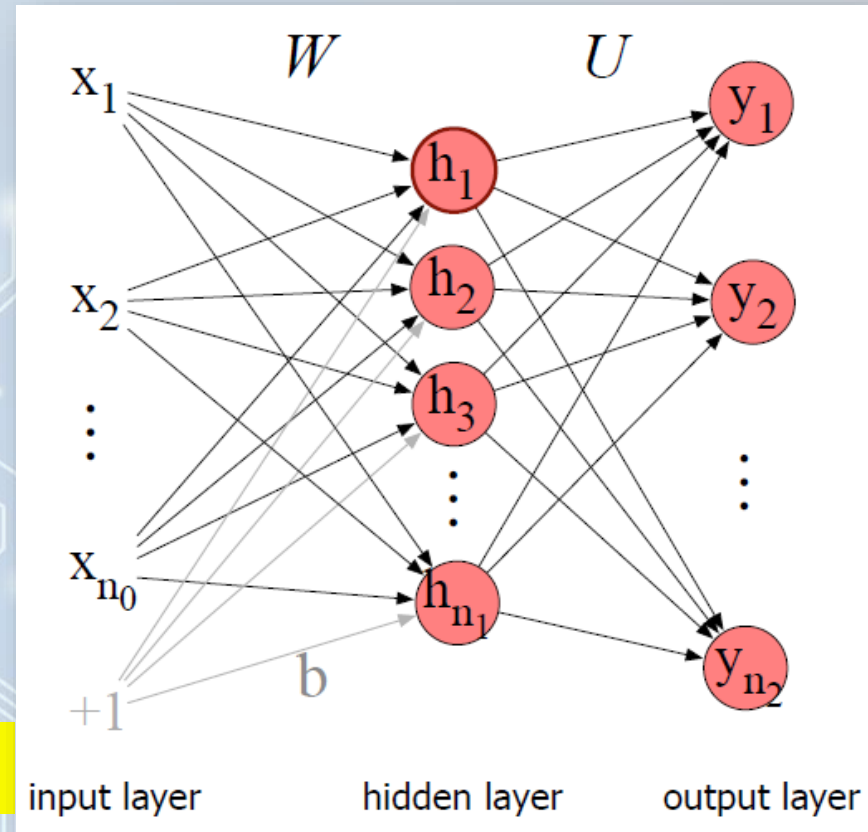 W U
x1 h1 y1
x2 h2 y2
h3
⋮ ⋮ ⋮
xn0 hn1 yn2
+1 b
input layer hidden layer output layer